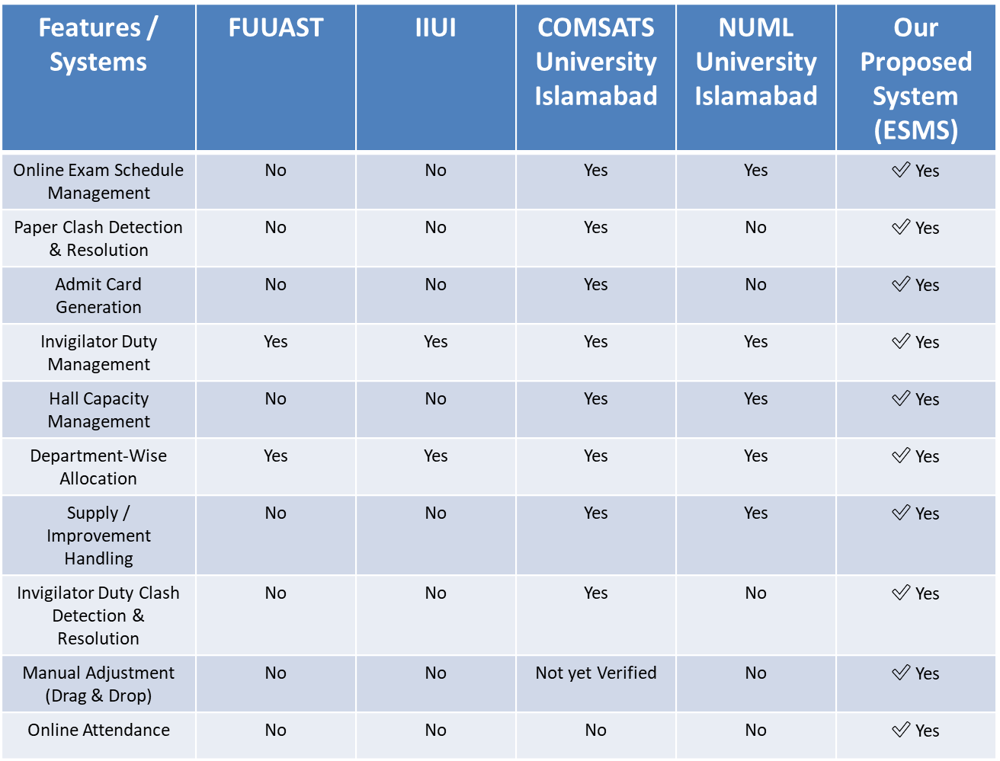 Features / Systems FUUAST IIUI COMSATS University Islamabad NUML University Islamabad Our Proposed System (ESMS)
Online Exam Schedule Management No No Yes Yes ✅ Yes
Paper Clash Detection & Resolution No No Yes No ✅ Yes
Admit Card Generation No No Yes No ✅ Yes
Invigilator Duty Management Yes Yes Yes Yes ✅ Yes
Hall Capacity Management No No Yes Yes ✅ Yes
Department-Wise Allocation Yes Yes Yes Yes ✅ Yes
Supply / Improvement Handling No No Yes Yes ✅ Yes
Invigilator Duty Clash Detection & Resolution No No Yes No ✅ Yes
Manual Adjustment (Drag & Drop) No No Not yet Verified No ✅ Yes
Online Attendance No No No No ✅ Yes